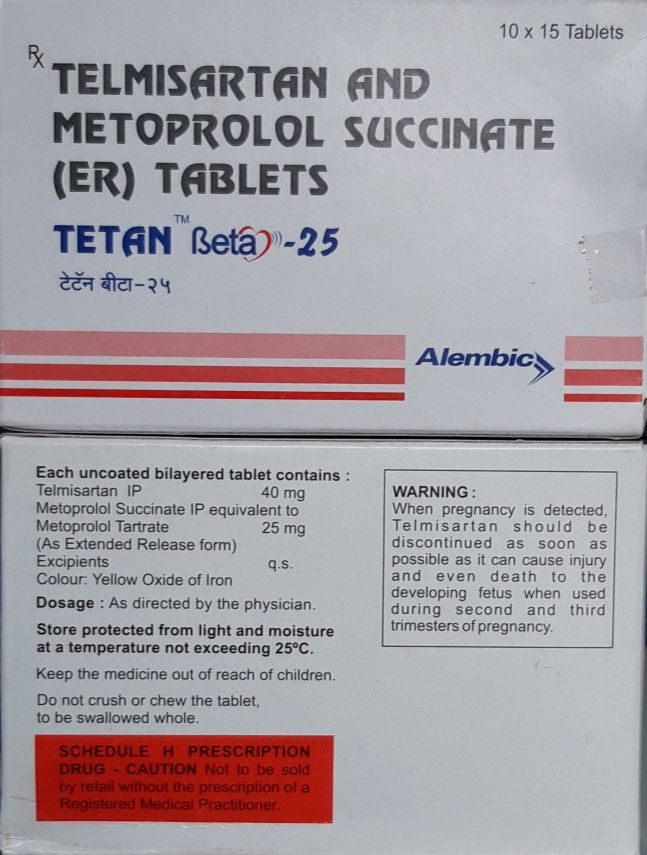 10 x 15 Tablets
Rx
TELMISARTAN AND
METOPROLOL SUCCINATE
(ER) TABLETS
TETAN™ Beta-25
टेटॅन बीटा-२५
Alembic
Each uncoated bilayered tablet contains :
Telmisartan IP 40 mg
Metoprolol Succinate IP equivalent to
Metoprolol Tartrate 25 mg
(As Extended Release form)
Excipients q.s.
Colour: Yellow Oxide of Iron
Dosage : As directed by the physician.
Store protected from light and moisture
at a temperature not exceeding 25ºC.
Keep the medicine out of reach of children.
Do not crush or chew the tablet,
to be swallowed whole.
SCHEDULE H PRESCRIPTION
DRUG - CAUTION Not to be sold
by retail without the prescription of a
Registered Medical Practitioner.
WARNING :
When pregnancy is detected,
Telmisartan should be
discontinued as soon as
possible as it can cause injury
and even death to the
developing fetus when used
during second and third
trimesters of pregnancy.